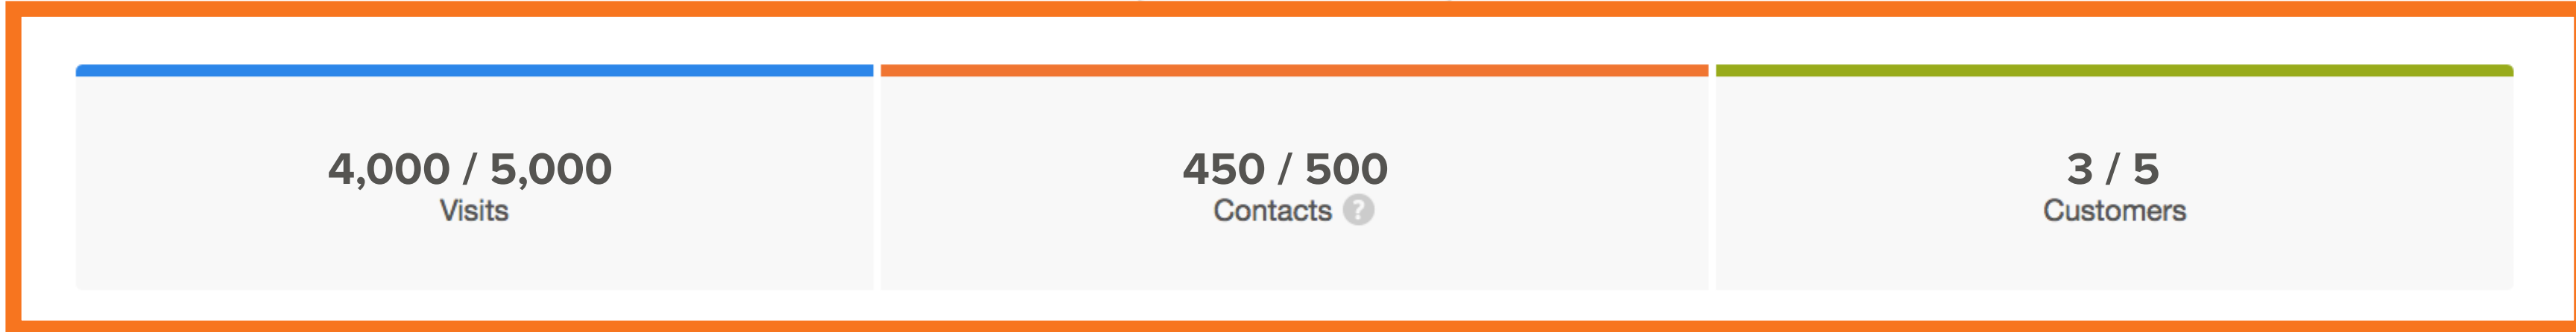 4,000 / 5,000
Visits
450 / 500
Contacts ?
3 / 5
Customers